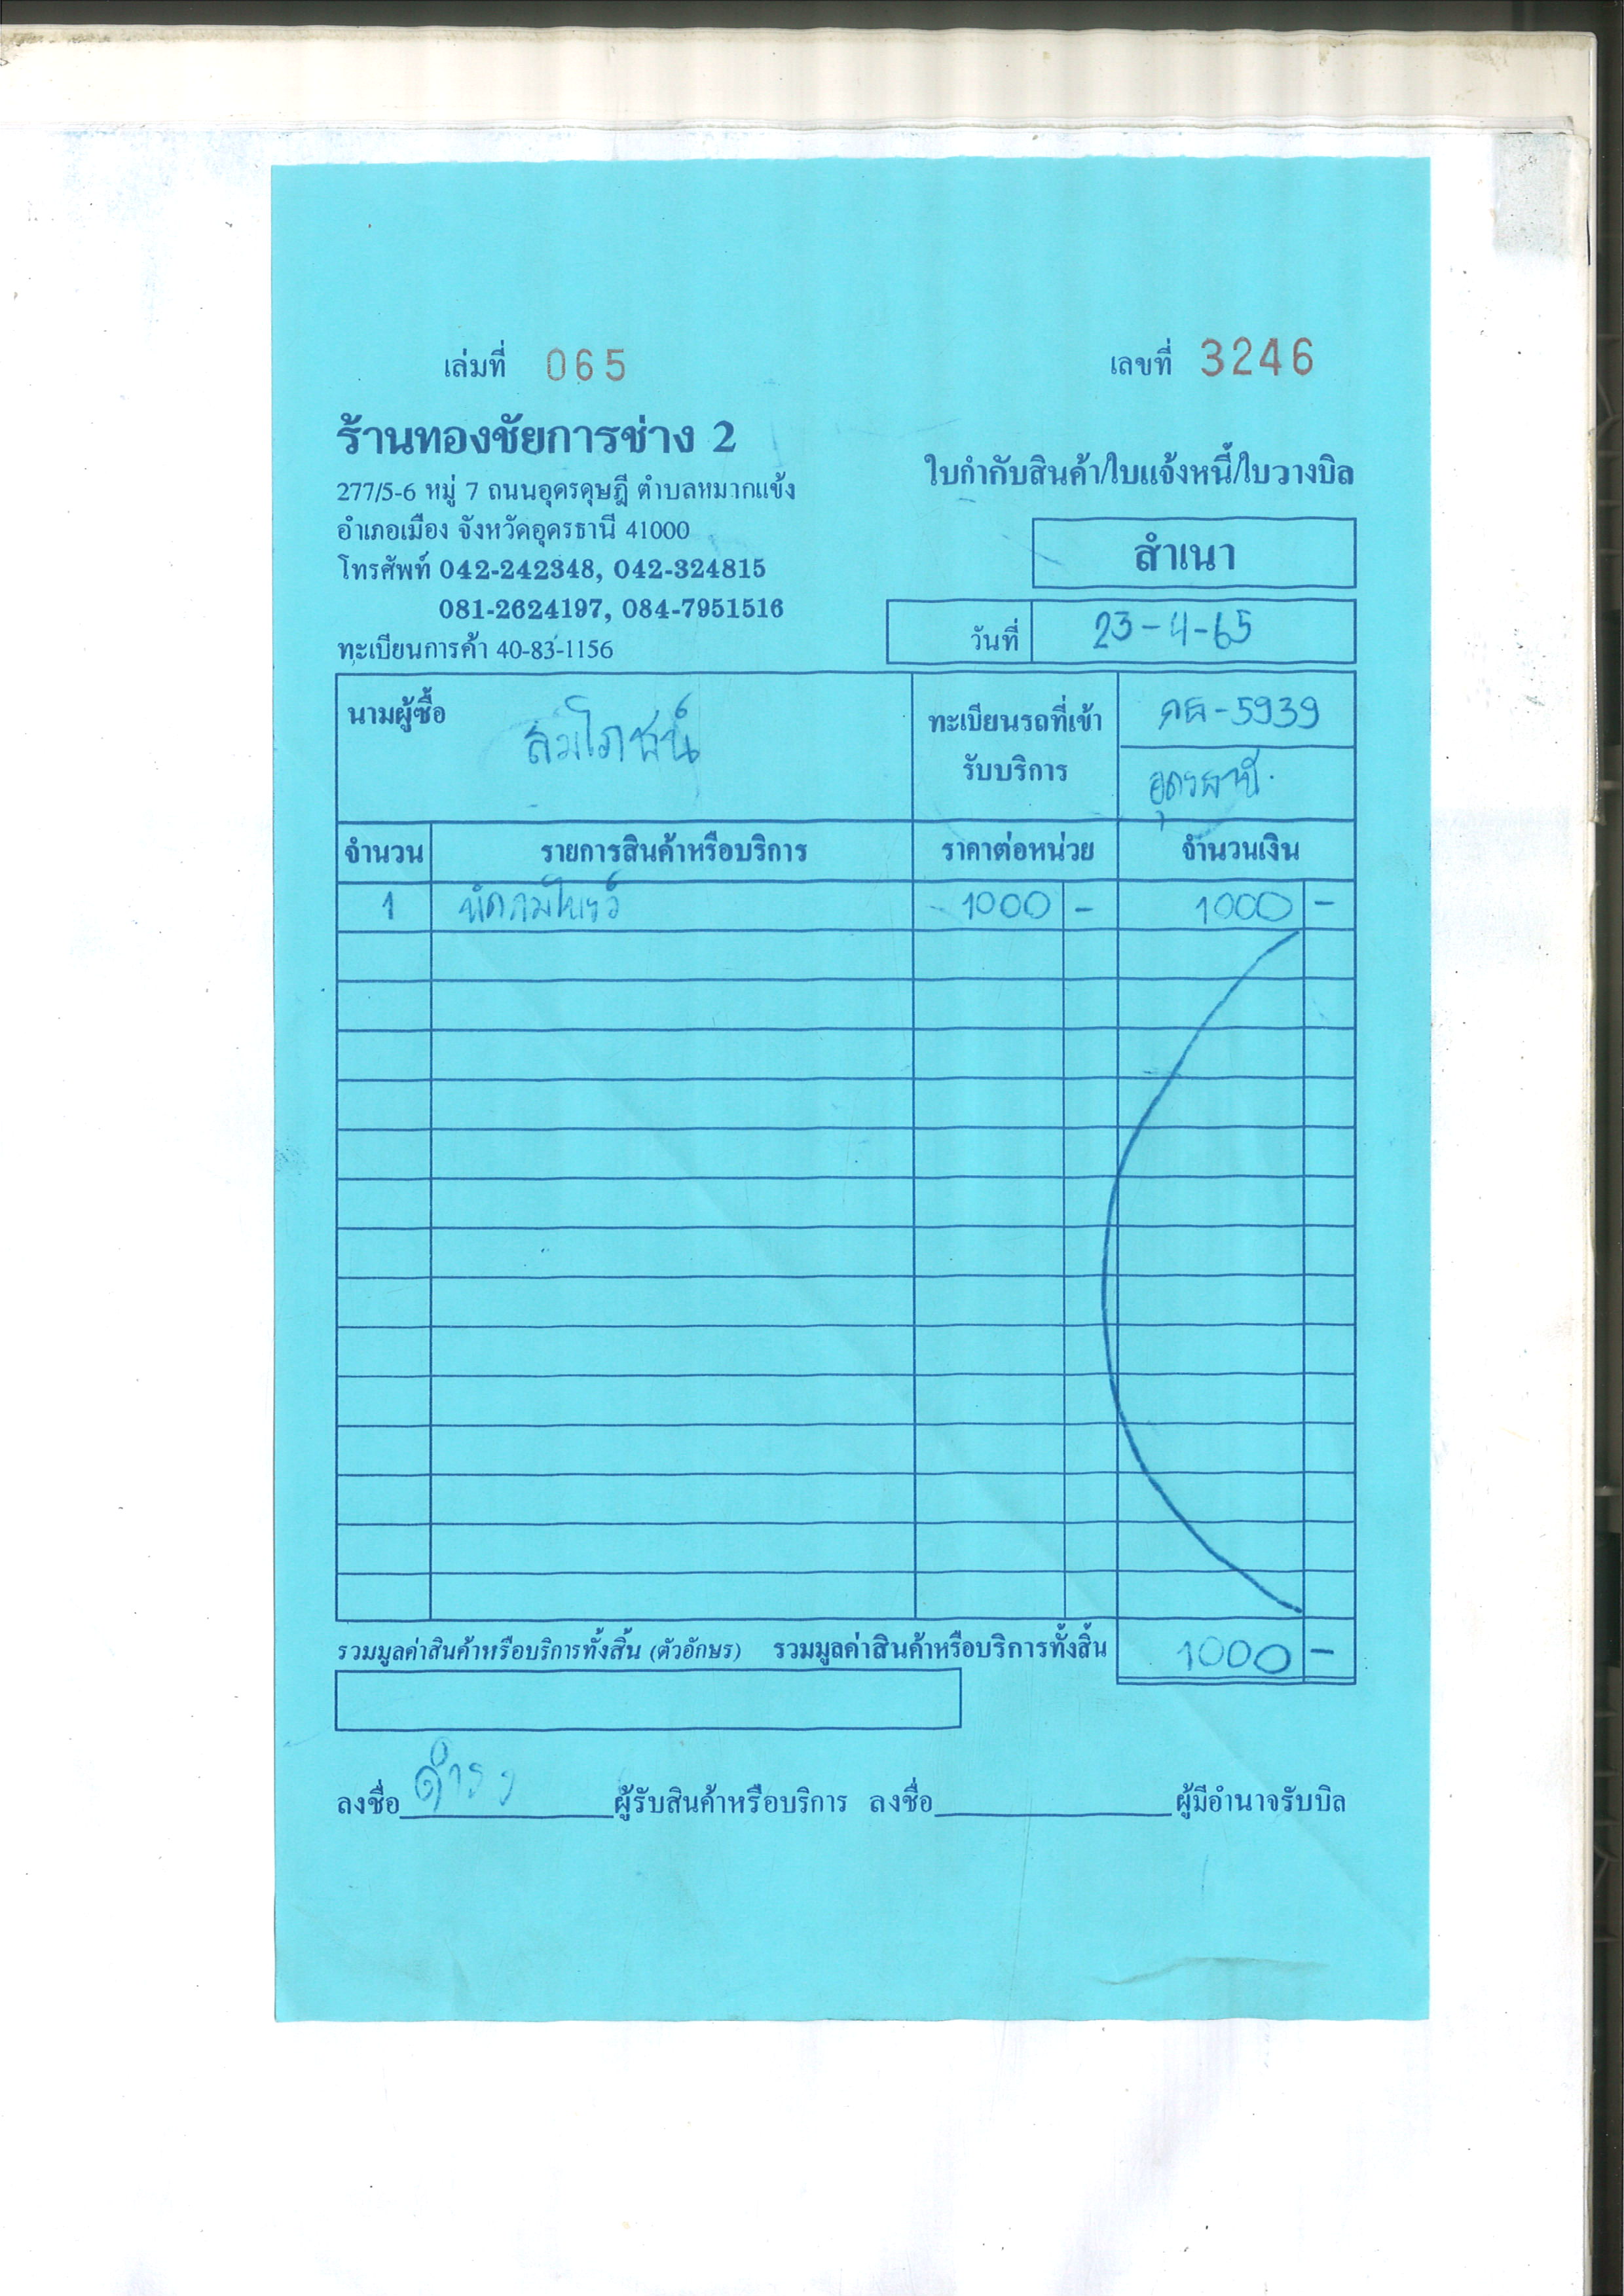 เล่มที่ 065
เลขที่ 3246
ร้านทองชัยการช่าง 2
277/5-6 หมู่ 7 ถนนอุดรดุษฎี ตำบลหมากแข้ง
อำเภอเมือง จังหวัดอุดรธานี 41000
โทรศัพท์ 042-242348, 042-324815
081-2624197, 084-7951516
ทะเบียนการค้า 40-83-1156
ใบกำกับสินค้า/ใบแจ้งหนี้/ใบวางบิล
สำเนา
วันที่ 23-4-65
นามผู้ซื้อ สมโภชน์
ทะเบียนรถที่เข้า
รับบริการ
-5939
อุดรธานี.
จำนวน รายการสินค้าหรือบริการ ราคาต่อหน่วย จำนวนเงิน
1 1000 - 1000 -
รวมมูลค่าสินค้าหรือบริการทั้งสิ้น (ตัวอักษร) รวมมูลค่าสินค้าหรือบริการทั้งสิ้น 1000 -
ลงชื่อ ผู้รับสินค้าหรือบริการ ลงชื่อ ผู้มีอำนาจรับบิล